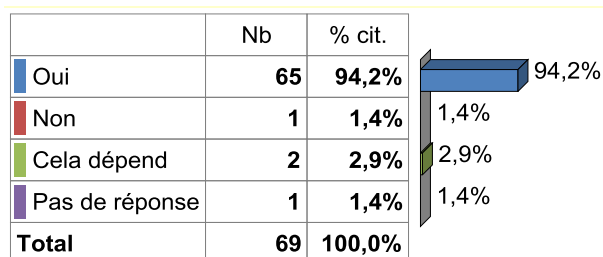 Nb % cit.
Oui 65 94,2% 94,2%
Non 1 1,4% 1,4%
Cela dépend 2 2,9% 2,9%
Pas de réponse 1 1,4% 1,4%
Total 69 100,0%